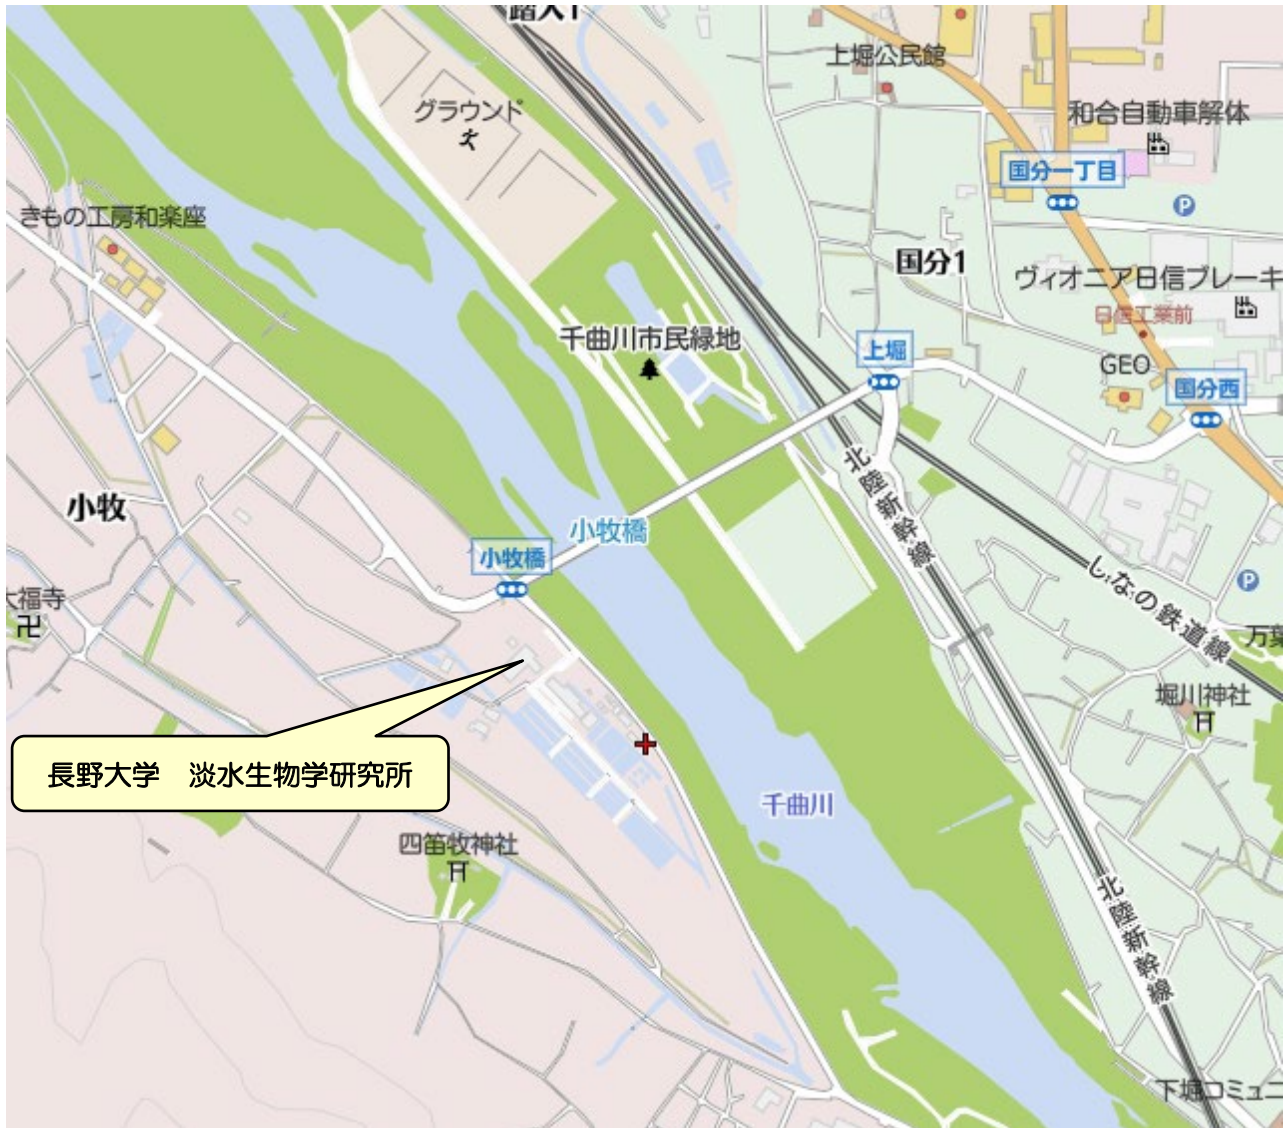 踏入1
上堀公民館
グラウンド
和合自動車解体
国分一丁目
きもの工房和楽座
国分1
ヴィオニア日信ブレーキ
日信工業前
千曲川市民緑地
上堀
GEO
国分西
北陸新幹線
小牧
小牧橋
小牧橋
しなの鉄道線
大福寺
万葉
堀川神社
長野大学 淡水生物学研究所
千曲川
四笛牧神社
北陸新幹線
下堀コミュニ